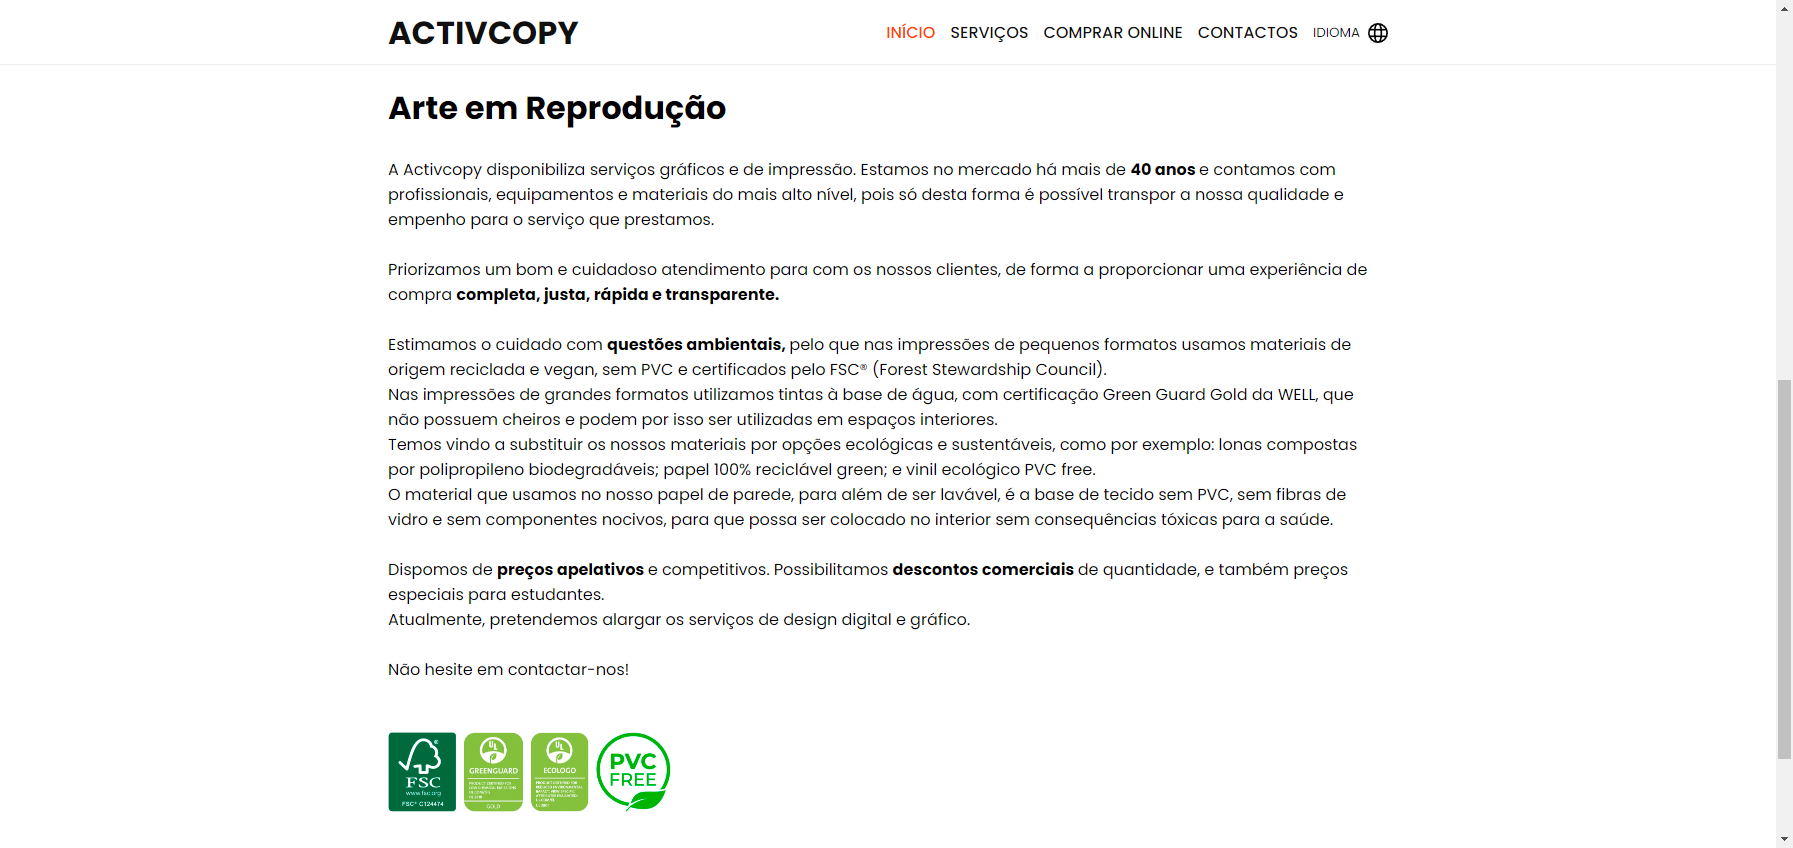 ACTIVCOPY
INÍCIO SERVIÇOS COMPRAR ONLINE CONTACTOS IDIOMA
Arte em Reprodução
A Activcopy disponibiliza serviços gráficos e de impressão. Estamos no mercado há mais de 40 anos e contamos com
profissionais, equipamentos e materiais do mais alto nível, pois só desta forma é possível transpor a nossa qualidade e
empenho para o serviço que prestamos.
Priorizamos um bom e cuidadoso atendimento para com os nossos clientes, de forma a proporcionar uma experiência de
compra completa, justa, rápida e transparente.
Estimamos o cuidado com questões ambientais, pelo que nas impressões de pequenos formatos usamos materiais de
origem reciclada e vegan, sem PVC e certificados pelo FSC® (Forest Stewardship Council).
Nas impressões de grandes formatos utilizamos tintas à base de água, com certificação Green Guard Gold da WELL, que
não possuem cheiros e podem por isso ser utilizadas em espaços interiores.
Temos vindo a substituir os nossos materiais por opções ecológicas e sustentáveis, como por exemplo: lonas compostas
por polipropileno biodegradáveis; papel 100% reciclável green; e vinil ecológico PVC free.
O material que usamos no nosso papel de parede, para além de ser lavável, é a base de tecido sem PVC, sem fibras de
vidro e sem componentes nocivos, para que possa ser colocado no interior sem consequências tóxicas para a saúde.
Dispomos de preços apelativos e competitivos. Possibilitamos descontos comerciais de quantidade, e também preços
especiais para estudantes.
Atualmente, pretendemos alargar os serviços de design digital e gráfico.
Não hesite em contactar-nos!
FSC
www.fsc.org
FSC® C124474
UL
GREENGUARD
GOLD
UL
ECOLOGO
PVC
FREE